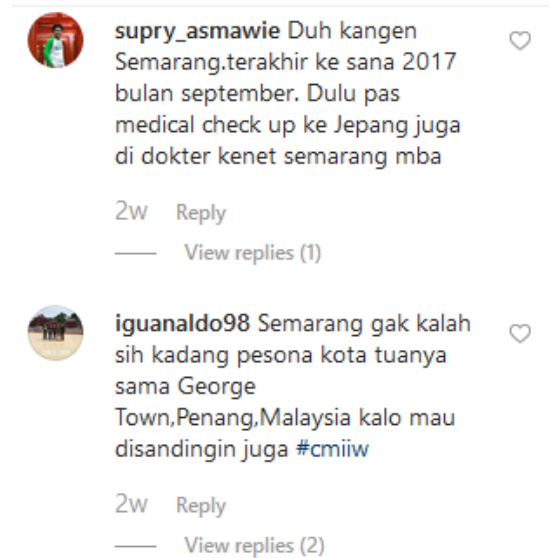 supry_asmawie Duh kangen
Semarang.terakhir ke sana 2017
bulan september. Dulu pas
medical check up ke Jepang juga
di dokter kenet semarang mba
2w Reply
View replies (1)
iguanaldo98 Semarang gak kalah
sih kadang pesona kota tuanya
sama George
Town,Penang,Malaysia kalo mau
disandingin juga #cmiiw
2w Reply
View replies (2)